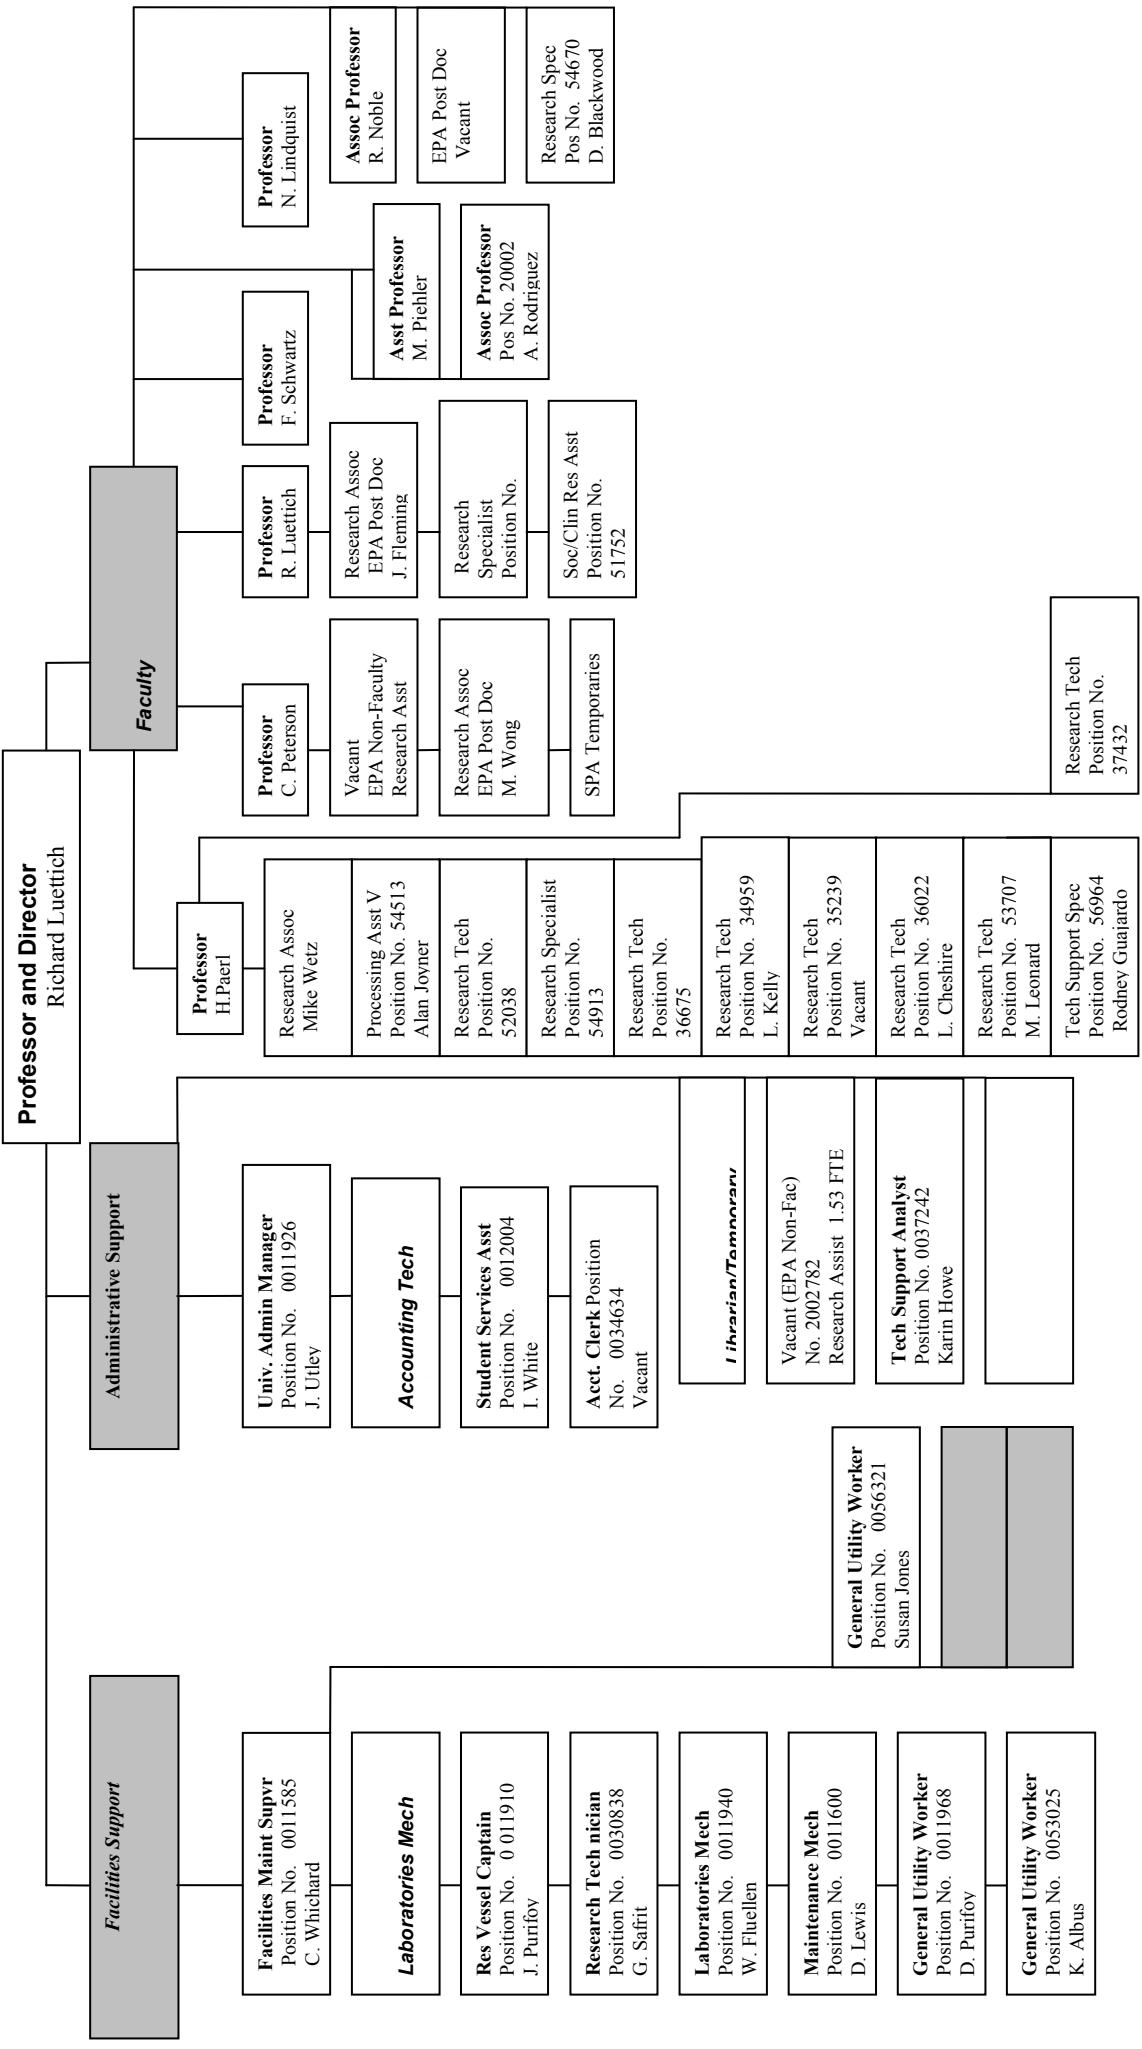 Professor and Director
Richard Luettich
Facilities Support
Facilities Maint Supvr
Position No. 0011585
C. Whichard
Laboratories Mech
Res Vessel Captain
Position No. 0 011910
J. Purifoy
Research Tech nician
Position No. 0030838
G. Safrit
Laboratories Mech
Position No. 0011940
W. Fluellen
Maintenance Mech
Position No. 0011600
D. Lewis
General Utility Worker
Position No. 0011968
D. Purifoy
General Utility Worker
Position No. 0053025
K. Albus
General Utility Worker
Position No. 0056321
Susan Jones
Administrative Support
Univ. Admin Manager
Position No. 0011926
J. Utley
Accounting Tech
Student Services Asst
Position No. 0012004
I. White
Acct. Clerk Position
No. 0034634
Vacant
Librarian/Temporary
Vacant (EPA Non-Fac)
No. 2002782
Research Assist 1.53 FTE
Tech Support Analyst
Position No. 0037242
Karin Howe
Faculty
Professor
H.Paerl
Research Assoc
Mike Wetz
Processing Asst V
Position No. 54513
Alan Joyner
Research Tech
Position No.
52038
Research Specialist
Position No.
54913
Research Tech
Position No.
36675
Research Tech
Position No. 34959
L. Kelly
Research Tech
Position No. 35239
Vacant
Research Tech
Position No. 36022
L. Cheshire
Research Tech
Position No. 53707
M. Leonard
Tech Support Spec
Position No. 56964
Rodney Guajardo
Research Tech
Position No.
37432
Professor
C. Peterson
Vacant
EPA Non-Faculty
Research Asst
Research Assoc
EPA Post Doc
M. Wong
SPA Temporaries
Professor
R. Luettich
Research Assoc
EPA Post Doc
J. Fleming
Research
Specialist
Position No.
Soc/Clin Res Asst
Position No.
51752
Professor
F. Schwartz
Asst Professor
M. Piehler
Assoc Professor
Pos No. 20002
A. Rodriguez
Professor
N. Lindquist
Assoc Professor
R. Noble
EPA Post Doc
Vacant
Research Spec
Pos No. 54670
D. Blackwood